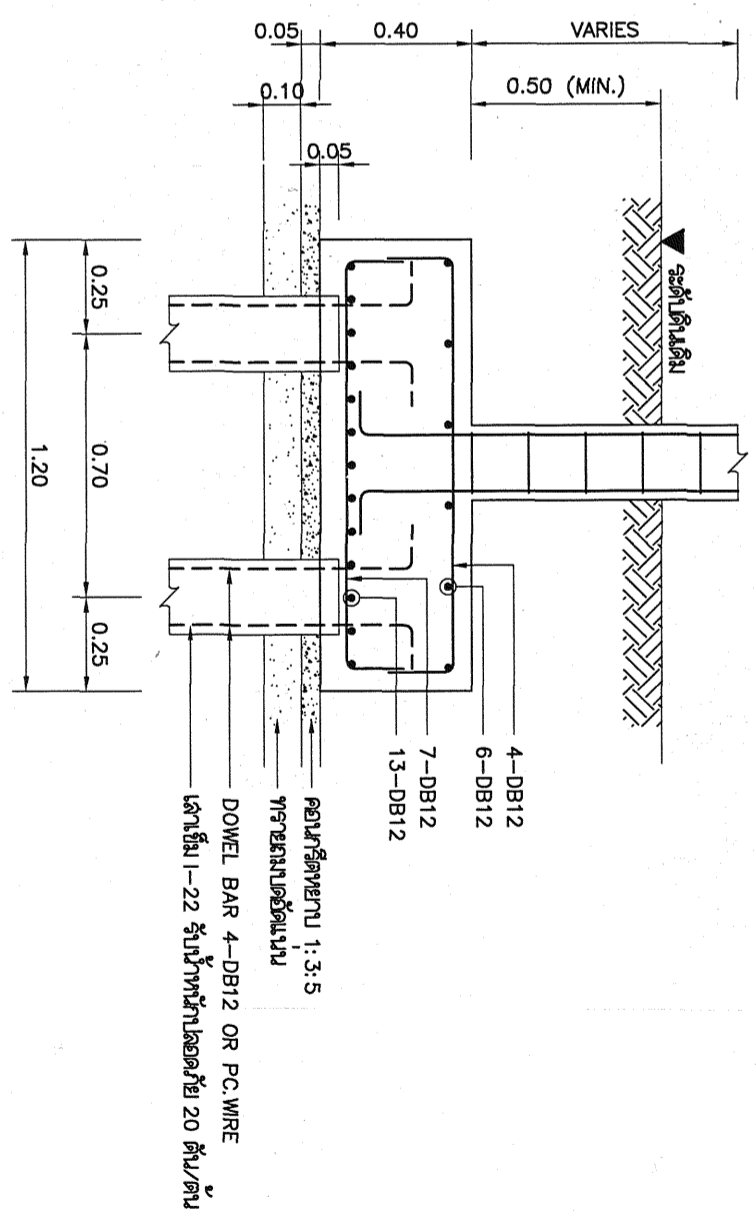 VARIES
0.50 (MIN.)
0.40
0.05
0.10
0.05
ระดับดินเดิม
0.25
0.70
0.25
1.20
4-DB12
6-DB12
7-DB12
13-DB12
คอนกรีตหยาบ 1:3:5
ทรายถมบดอัดแน่น
DOWEL BAR 4-DB12 OR PC.WIRE
เสาเข็ม I-22 รับน้ำหนักปลอดภัย 20 ตัน/ต้น